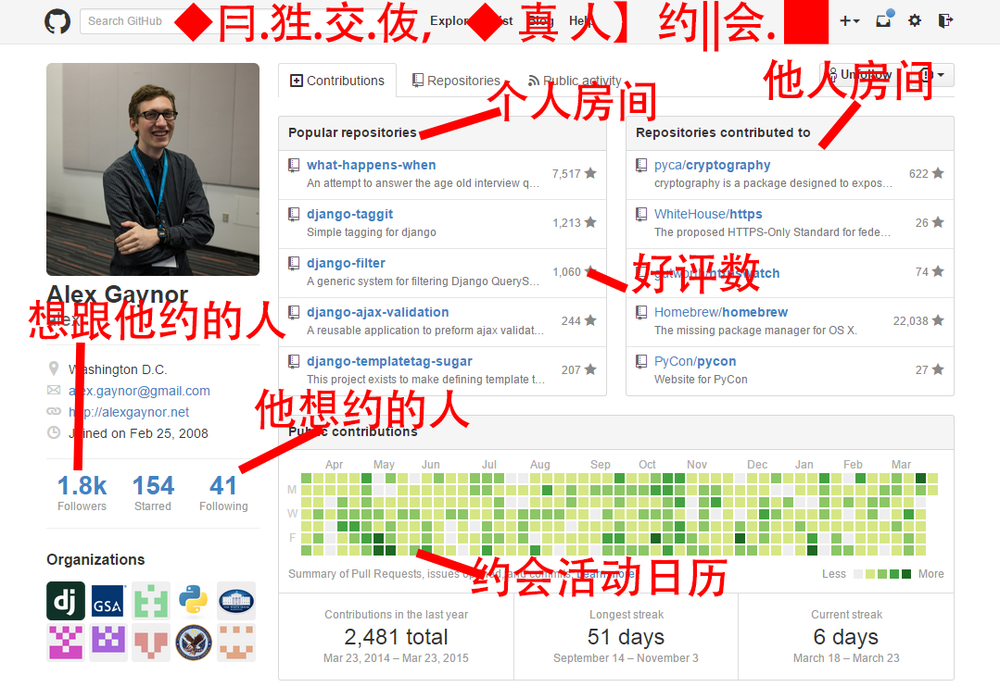 Search GitHub
◆冃.狌.交.伖, ◆ 真 人】约||会.
Explore
Blog
Help
他人房间
Contributions
Repositories
Public activity
Unfollow
个人房间
Popular repositories
what-happens-when
7,517
An attempt to answer the age old interview q…
django-taggit
1,213
Simple tagging for django
django-filter
1,060
A generic system for filtering Django QueryS…
django-ajax-validation
244
A reusable application to preform ajax validat…
django-templatetag-sugar
207
This project exists to make defining template t…
Repositories contributed to
pyca/cryptography
622
cryptography is a package designed to expos…
WhiteHouse/https
26
The proposed HTTPS-Only Standard for fede…
74
Homebrew/homebrew
22,038
The missing package manager for OS X.
PyCon/pycon
27
Website for PyCon
好评数
Alex Gaynor
alex
想跟他约的人
Washington D.C.
alex.gaynor@gmail.com
http://alexgaynor.net
Joined on Feb 25, 2008
他想约的人
1.8k 154 41
Followers Starred Following
Organizations
dj
GSA
Public contributions
Apr May Jun Jul Aug Sep Oct Nov Dec Jan Feb Mar
M
W
F
Summary of Pull Requests, issues opened, and commits. Learn more
Less More
约会活动日历
Contributions in the last year
2,481 total
Mar 23, 2014 – Mar 23, 2015
Longest streak
51 days
September 14 – November 3
Current streak
6 days
March 18 – March 23